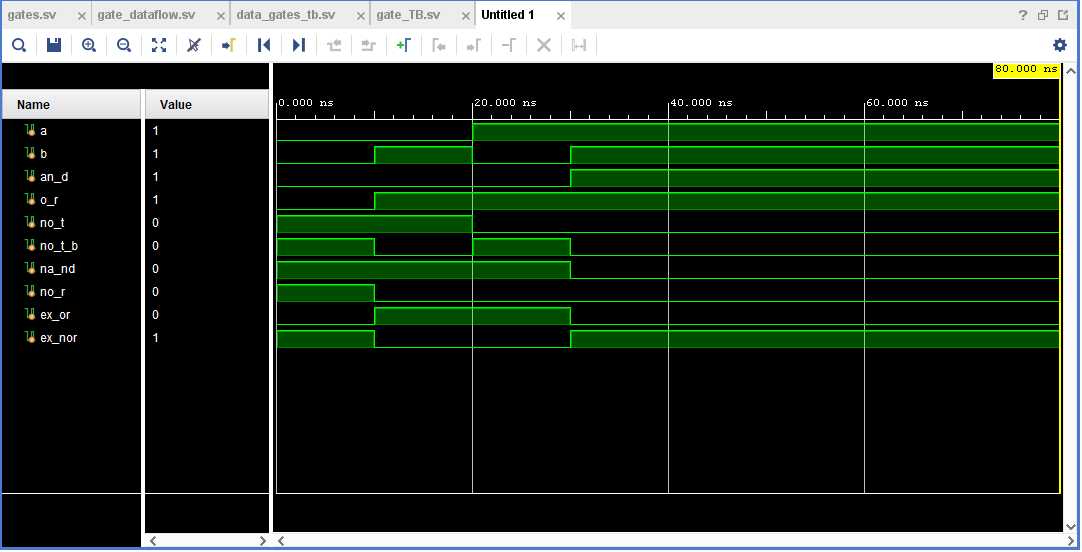 gates.sv gate_dataflow.sv data_gates_tb.sv gate_TB.sv Untitled 1
80.000 ns
Name Value 0.000 ns 20.000 ns 40.000 ns 60.000 ns
a 1
b 1
an_d 1
o_r 1
no_t 0
no_t_b 0
na_nd 0
no_r 0
ex_or 0
ex_nor 1